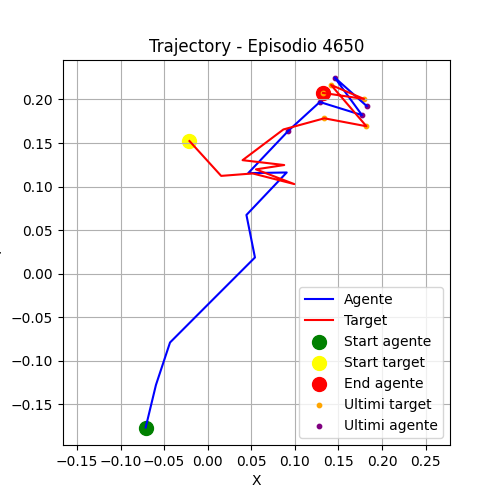 Trajectory - Episodio 4650
0.20
0.15
0.10
0.05
0.00
−0.05
−0.10
−0.15
Agente
Target
Start agente
Start target
End agente
Ultimi target
Ultimi agente
−0.15 −0.10 −0.05 0.00 0.05 0.10 0.15 0.20 0.25
X